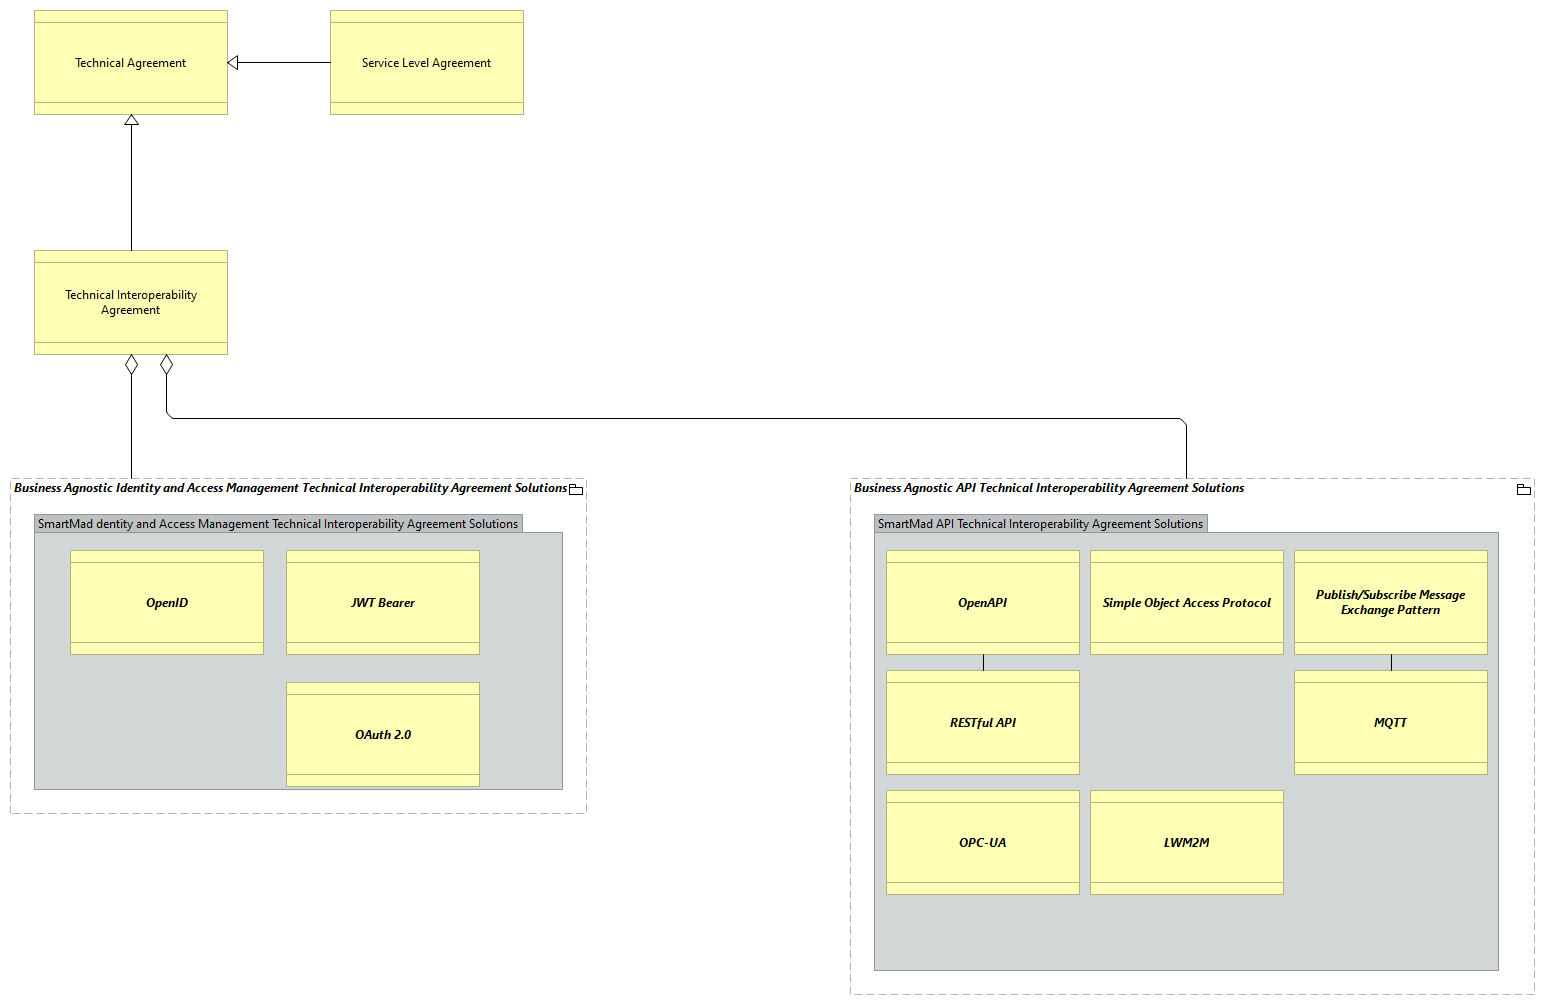 Technical Agreement
Service Level Agreement
Technical Interoperability
Agreement
Business Agnostic Identity and Access Management Technical Interoperability Agreement Solutions
SmartMad dentity and Access Management Technical Interoperability Agreement Solutions
OpenID
JWT Bearer
OAuth 2.0
Business Agnostic API Technical Interoperability Agreement Solutions
SmartMad API Technical Interoperability Agreement Solutions
OpenAPI
Simple Object Access Protocol
Publish/Subscribe Message
Exchange Pattern
RESTful API
MQTT
OPC-UA
LWM2M